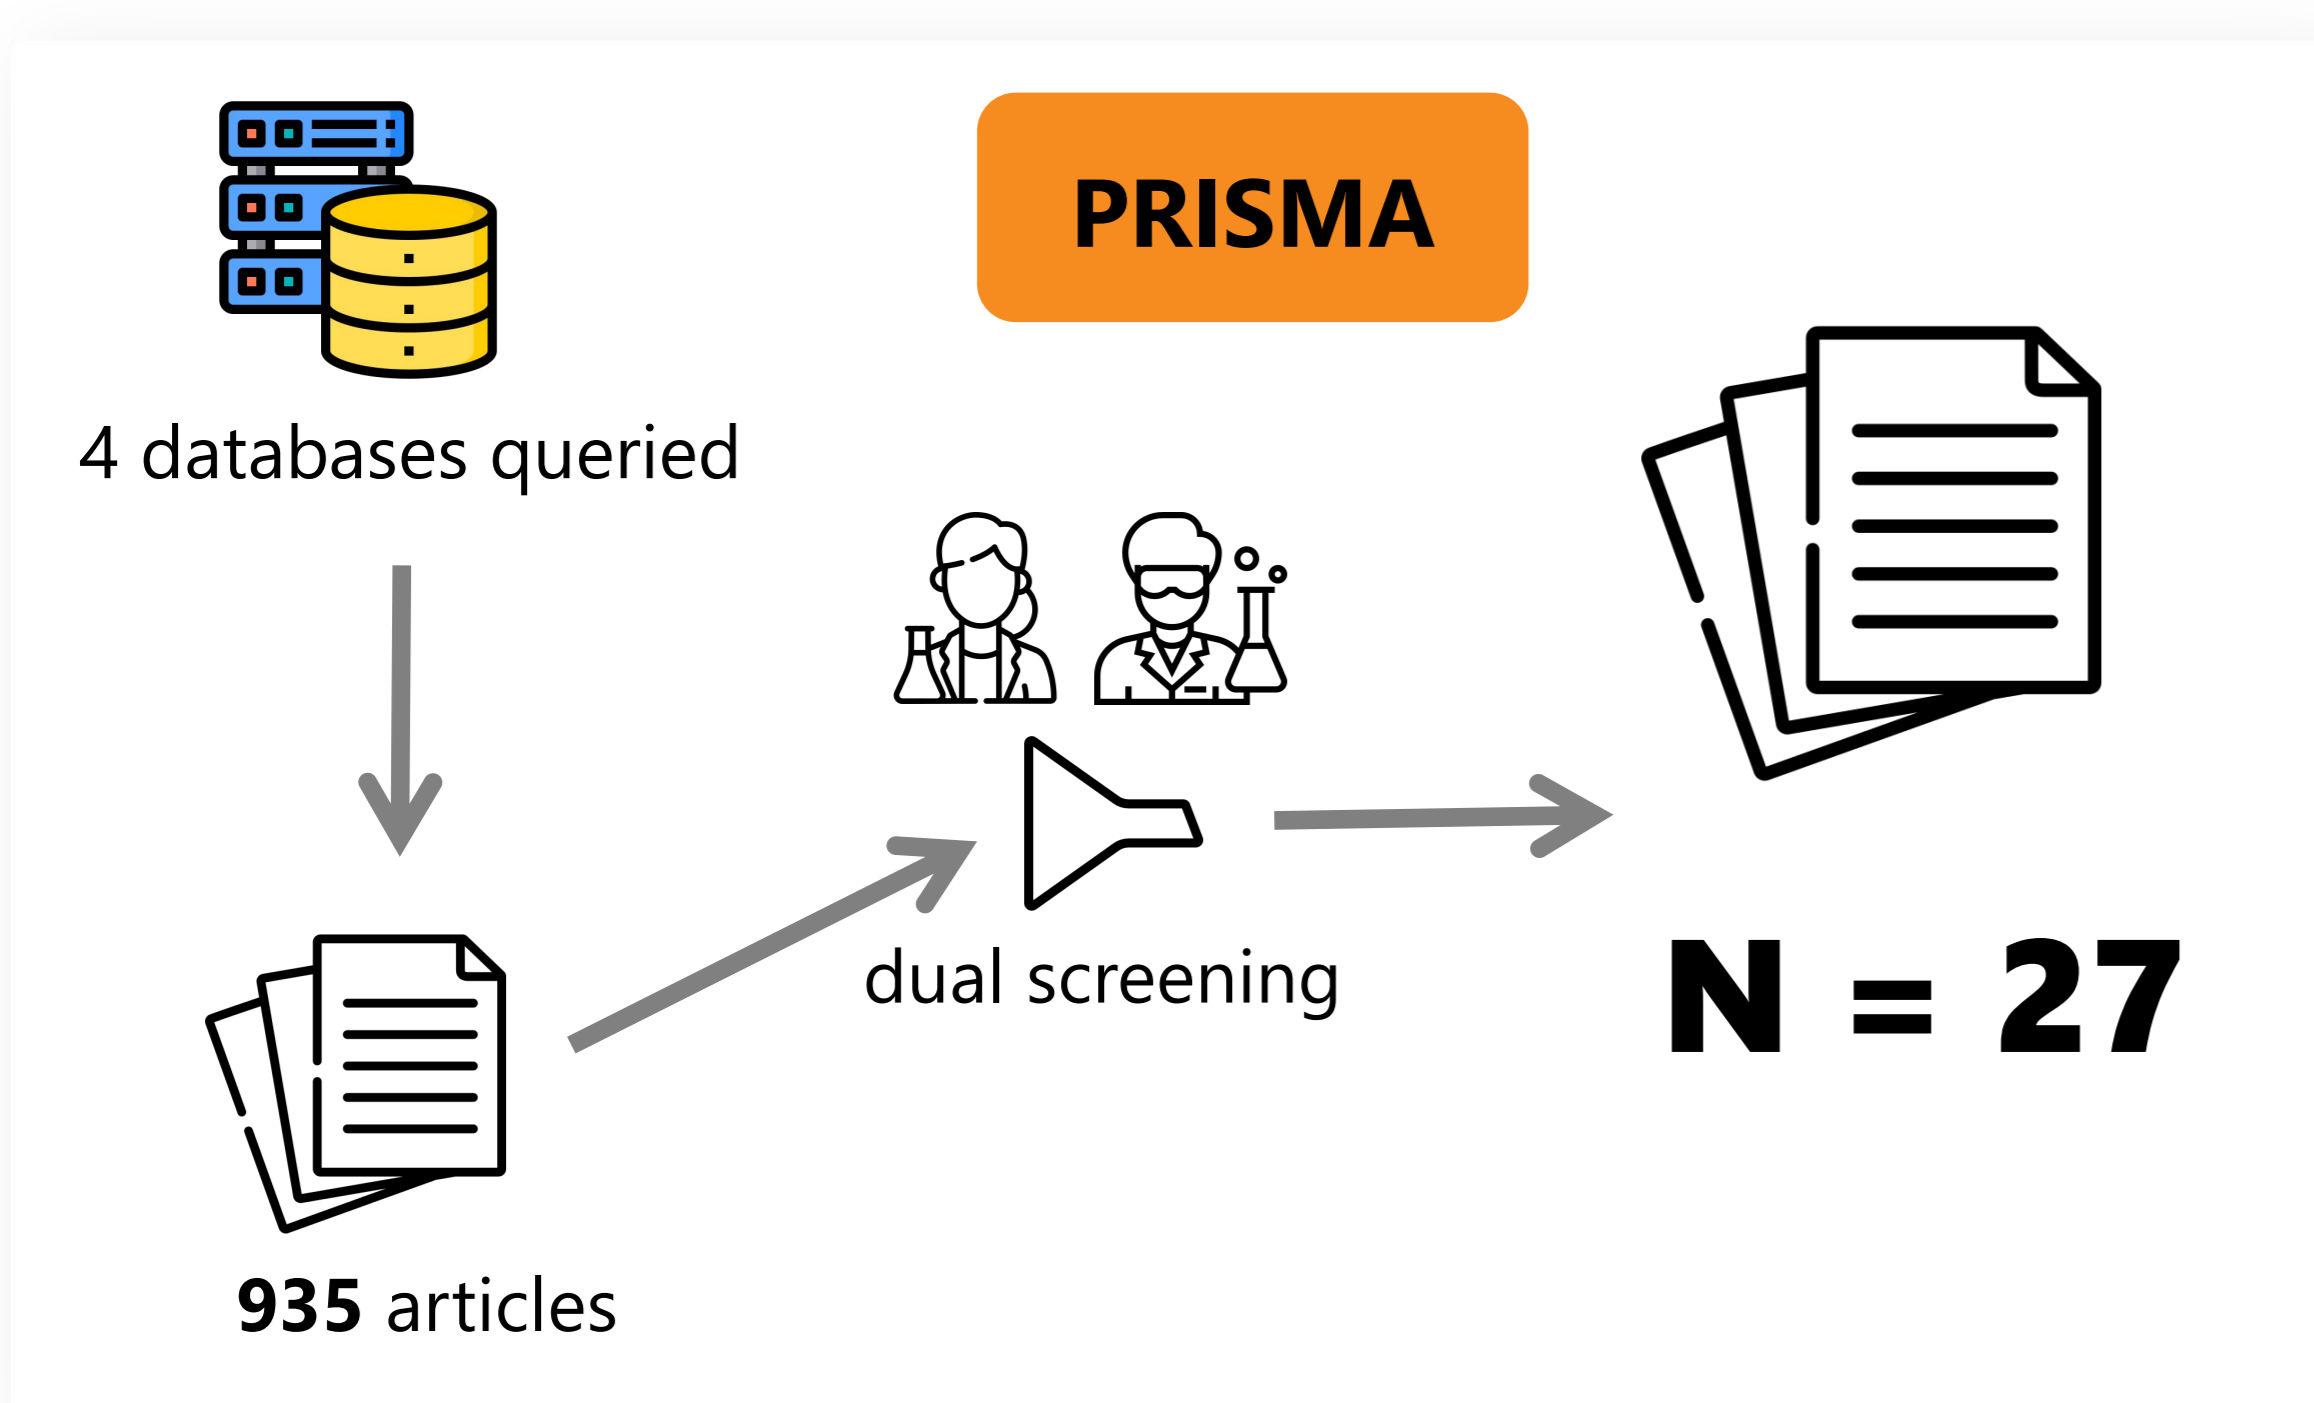 PRISMA
4 databases queried
935 articles
dual screening
N = 27